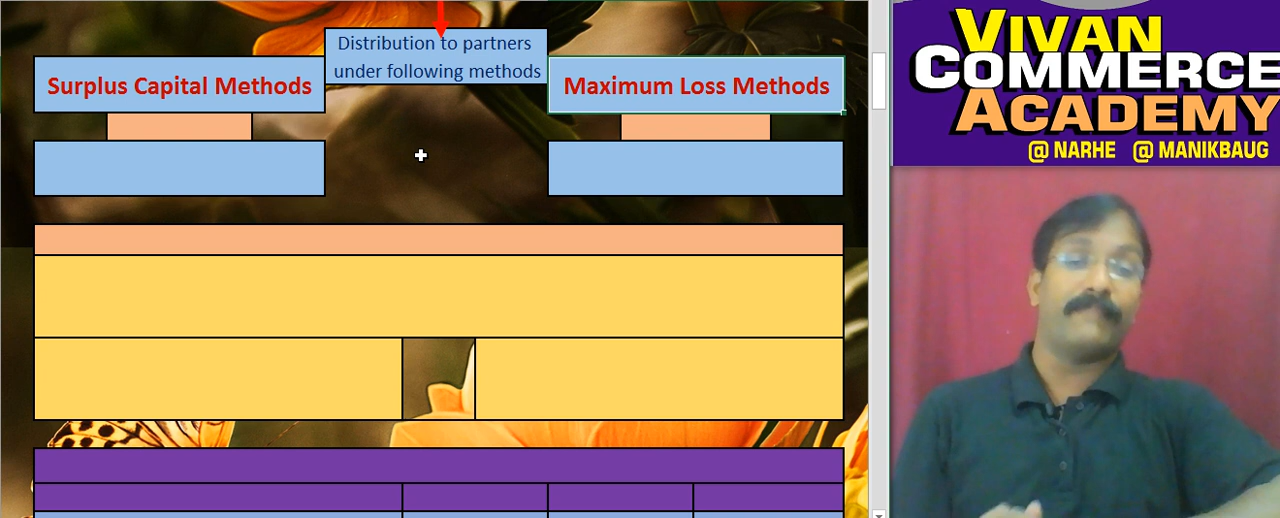 Distribution to partners
under following methods
Surplus Capital Methods
Maximum Loss Methods
VIVAN
COMMERCE
ACADEMY
@ NARHE @ MANIKBAUG